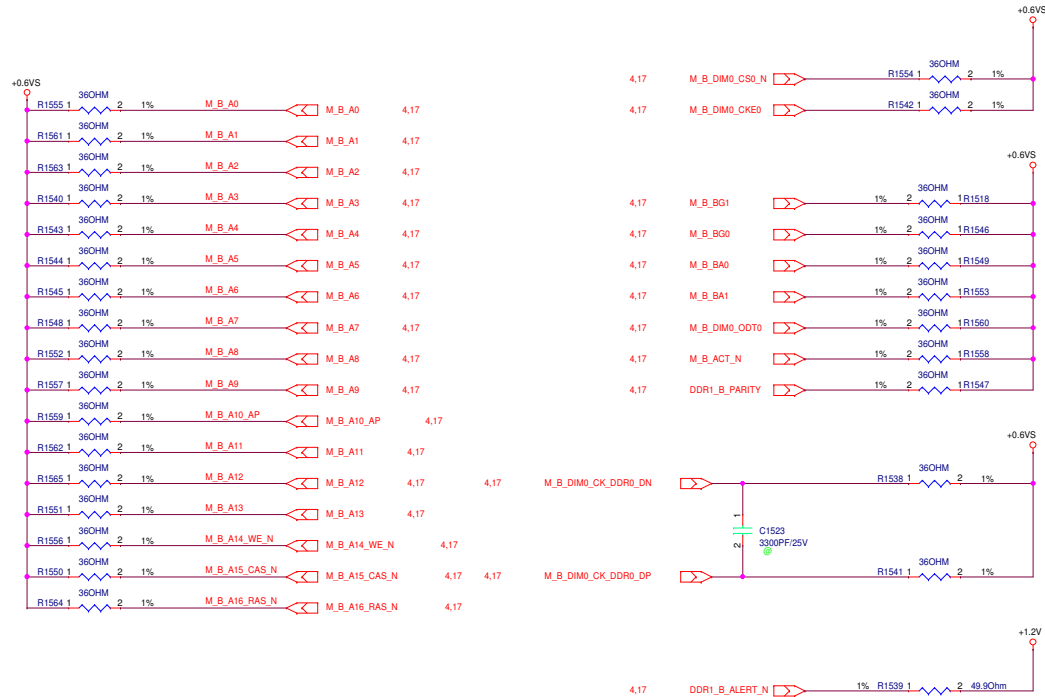 +0.6VS
R1555 1 36OHM 2 1% M_B_A0 M_B_A0 4,17
R1561 1 36OHM 2 1% M_B_A1 M_B_A1 4,17
R1563 1 36OHM 2 1% M_B_A2 M_B_A2 4,17
R1540 1 36OHM 2 1% M_B_A3 M_B_A3 4,17
R1543 1 36OHM 2 1% M_B_A4 M_B_A4 4,17
R1544 1 36OHM 2 1% M_B_A5 M_B_A5 4,17
R1545 1 36OHM 2 1% M_B_A6 M_B_A6 4,17
R1548 1 36OHM 2 1% M_B_A7 M_B_A7 4,17
R1552 1 36OHM 2 1% M_B_A8 M_B_A8 4,17
R1557 1 36OHM 2 1% M_B_A9 M_B_A9 4,17
R1559 1 36OHM 2 1% M_B_A10_AP M_B_A10_AP 4,17
R1562 1 36OHM 2 1% M_B_A11 M_B_A11 4,17
R1565 1 36OHM 2 1% M_B_A12 M_B_A12 4,17
R1551 1 36OHM 2 1% M_B_A13 M_B_A13 4,17
R1556 1 36OHM 2 1% M_B_A14_WE_N M_B_A14_WE_N 4,17
R1550 1 36OHM 2 1% M_B_A15_CAS_N M_B_A15_CAS_N 4,17
R1564 1 36OHM 2 1% M_B_A16_RAS_N M_B_A16_RAS_N 4,17
+0.6VS
4,17 M_B_DIM0_CS0_N R1554 1 36OHM 2 1%
4,17 M_B_DIM0_CKE0 R1542 1 36OHM 2 1%
+0.6VS
4,17 M_B_BG1 1% 2 36OHM 1 R1518
4,17 M_B_BG0 1% 2 36OHM 1 R1546
4,17 M_B_BA0 1% 2 36OHM 1 R1549
4,17 M_B_BA1 1% 2 36OHM 1 R1553
4,17 M_B_DIM0_ODT0 1% 2 36OHM 1 R1560
4,17 M_B_ACT_N 1% 2 36OHM 1 R1558
4,17 DDR1_B_PARITY 1% 2 36OHM 1 R1547
+0.6VS
4,17 M_B_DIM0_CK_DDR0_DN R1538 1 36OHM 2 1%
1
C1523
2 3300PF/25V
@
4,17 M_B_DIM0_CK_DDR0_DP R1541 1 36OHM 2 1%
+1.2V
4,17 DDR1_B_ALERT_N 1% R1539 1 2 49.9Ohm